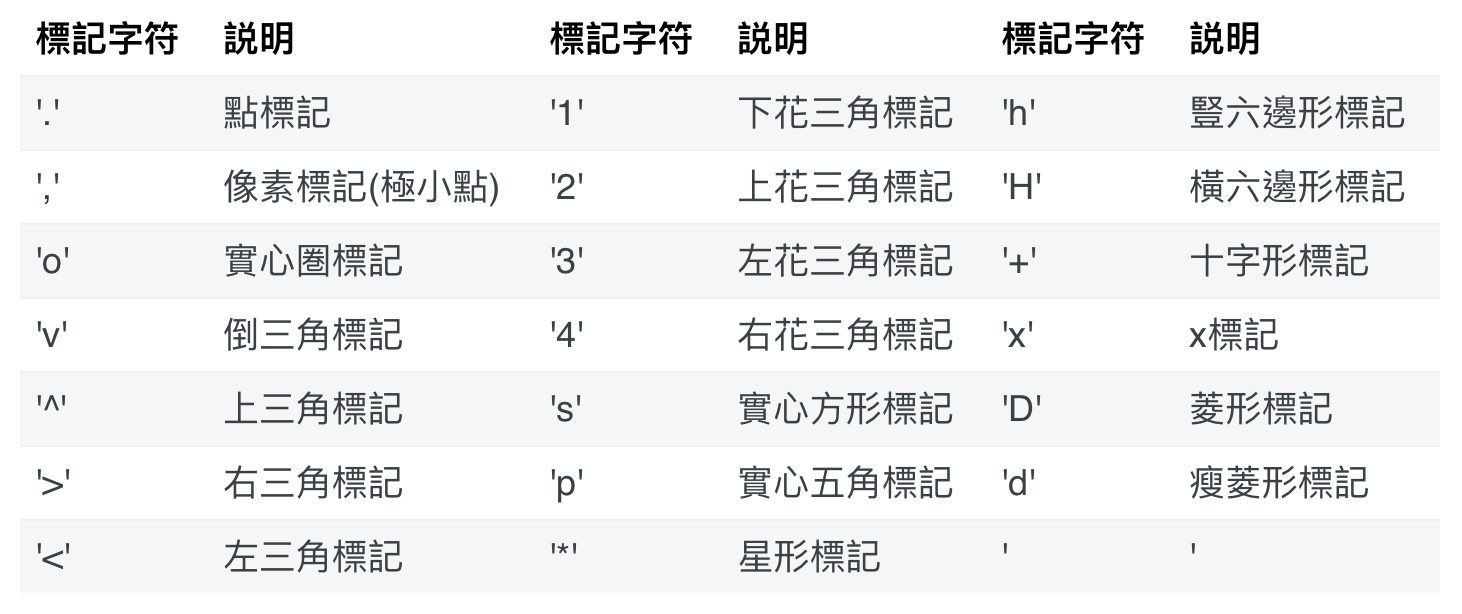 標記字符 説明 標記字符 説明 標記字符 説明
'.' 點標記 '1' 下花三角標記 'h' 豎六邊形標記
',' 像素標記(極小點) '2' 上花三角標記 'H' 橫六邊形標記
'o' 實心圈標記 '3' 左花三角標記 '+' 十字形標記
'v' 倒三角標記 '4' 右花三角標記 'x' x標記
'^' 上三角標記 's' 實心方形標記 'D' 菱形標記
'>' 右三角標記 'p' 實心五角標記 'd' 瘦菱形標記
'<' 左三角標記 '*' 星形標記 ' '